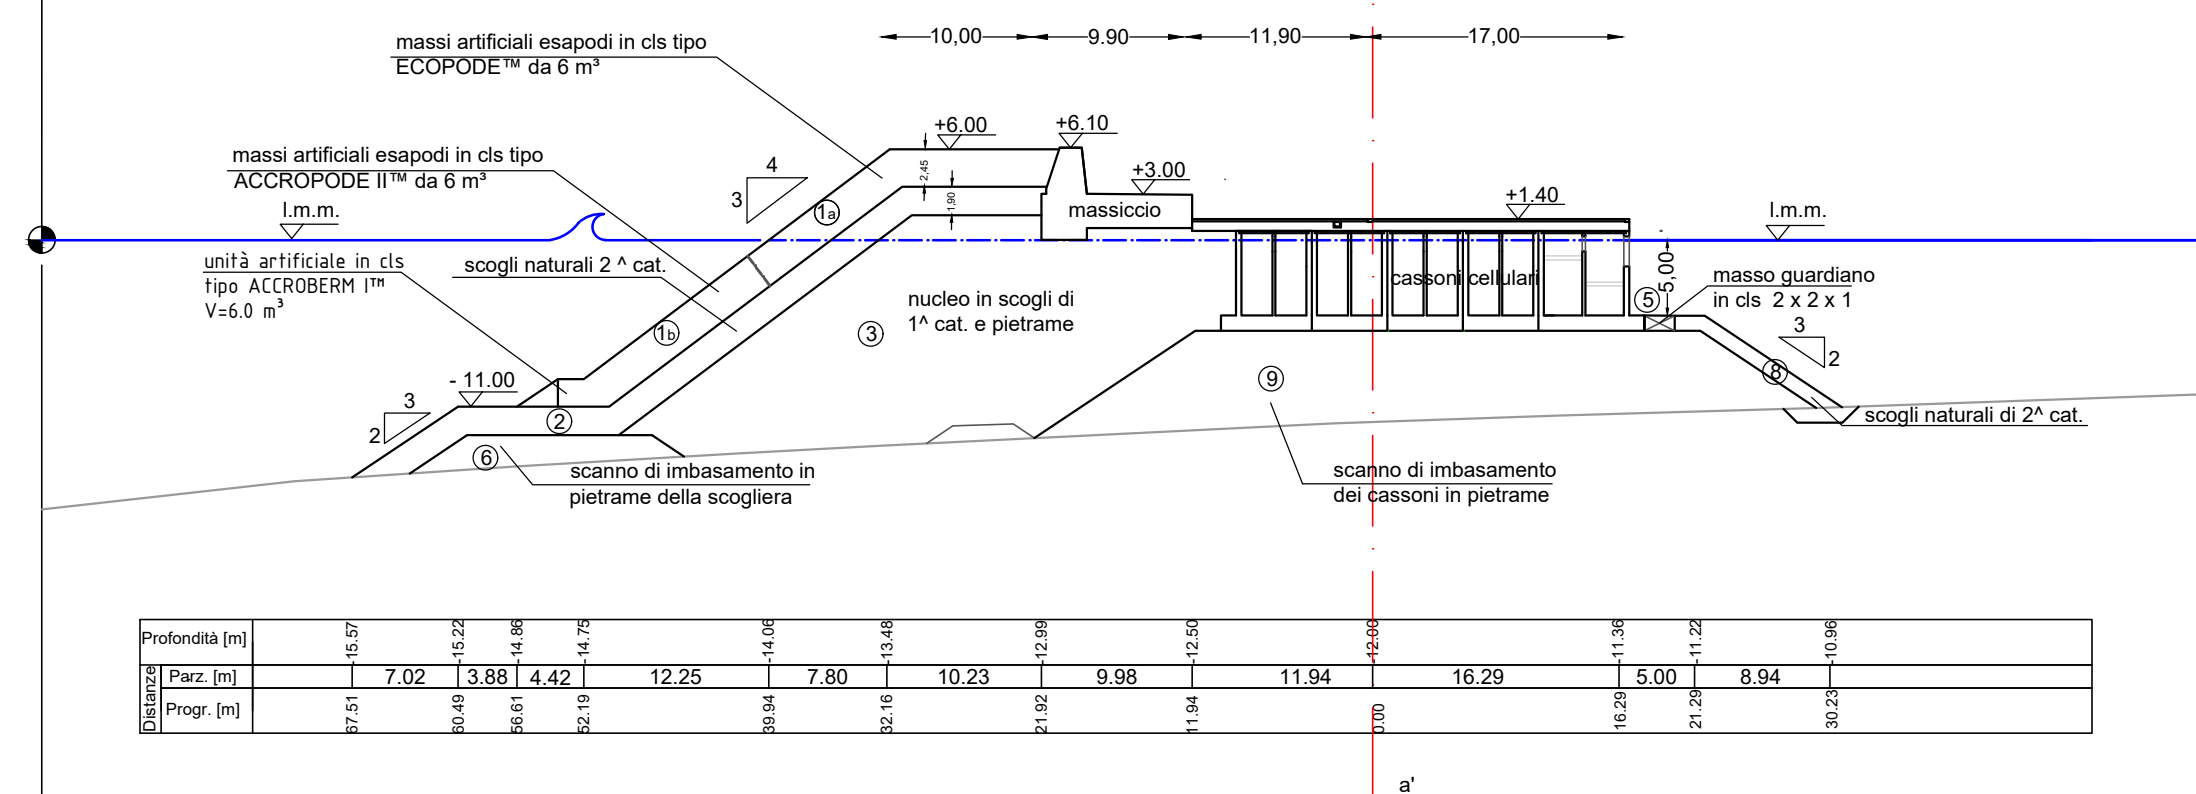 10,00
9.90
11,90
17,00
massi artificiali esapodi in cls tipo
ECOPODE™ da 6 m³
+6.00
+6.10
massi artificiali esapodi in cls tipo
ACCROPODE II™ da 6 m³
4
3
2,45
1,90
+3.00
+1.40
l.m.m.
1a
massiccio
l.m.m.
unità artificiale in cls
tipo ACCROBERM I™
V=6.0 m³
scogli naturali 2 ^ cat.
nucleo in scogli di
1^ cat. e pietrame
3
cassoni cellulari
5,00
5
masso guardiano
in cls 2 x 2 x 1
3
2
1b
- 11.00
3
2
2
9
8
scogli naturali di 2^ cat.
6
scanno di imbasamento in
pietrame della scogliera
scanno di imbasamento
dei cassoni in pietrame
Profondità [m]
-15.57
-15.22
-14.86
-14.75
-14.06
-13.48
-12.99
-12.50
-12.00
-11.36
-11.22
-10.96
Distanze
Parz. [m]
7.02
3.88
4.42
12.25
7.80
10.23
9.98
11.94
16.29
5.00
8.94
Progr. [m]
67.51
60.49
56.61
52.19
39.94
32.16
21.92
11.94
0.00
16.29
21.29
30.23
a'